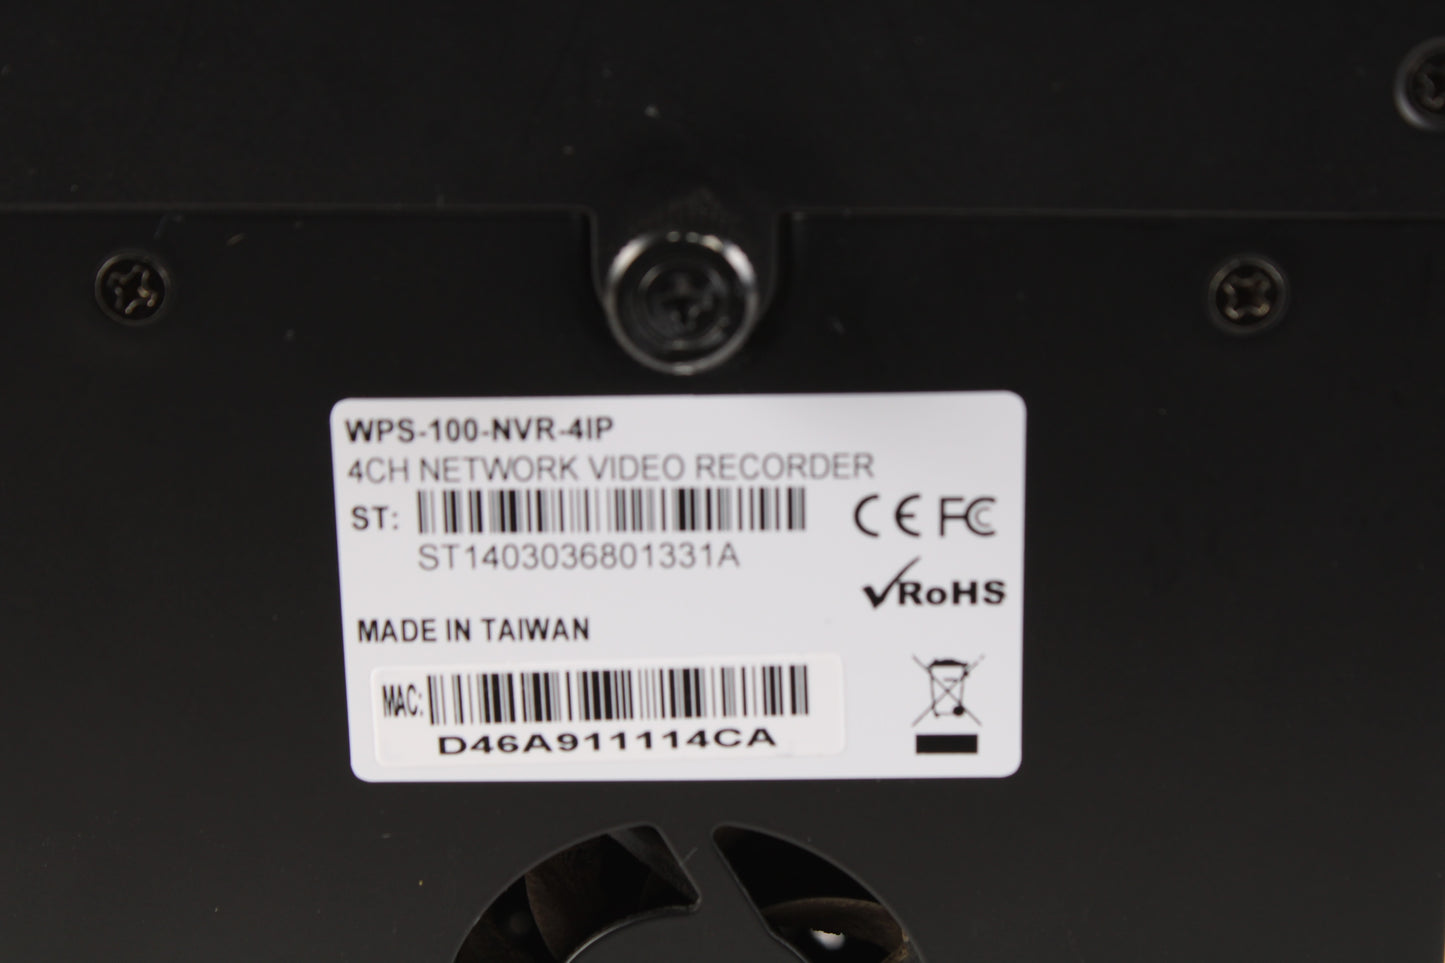 WPS-100-NVR-4IP
4CH NETWORK VIDEO RECORDER
ST:
ST1403036801331A
CE FC
RoHS
MADE IN TAIWAN
MAC:
D46A911114CA